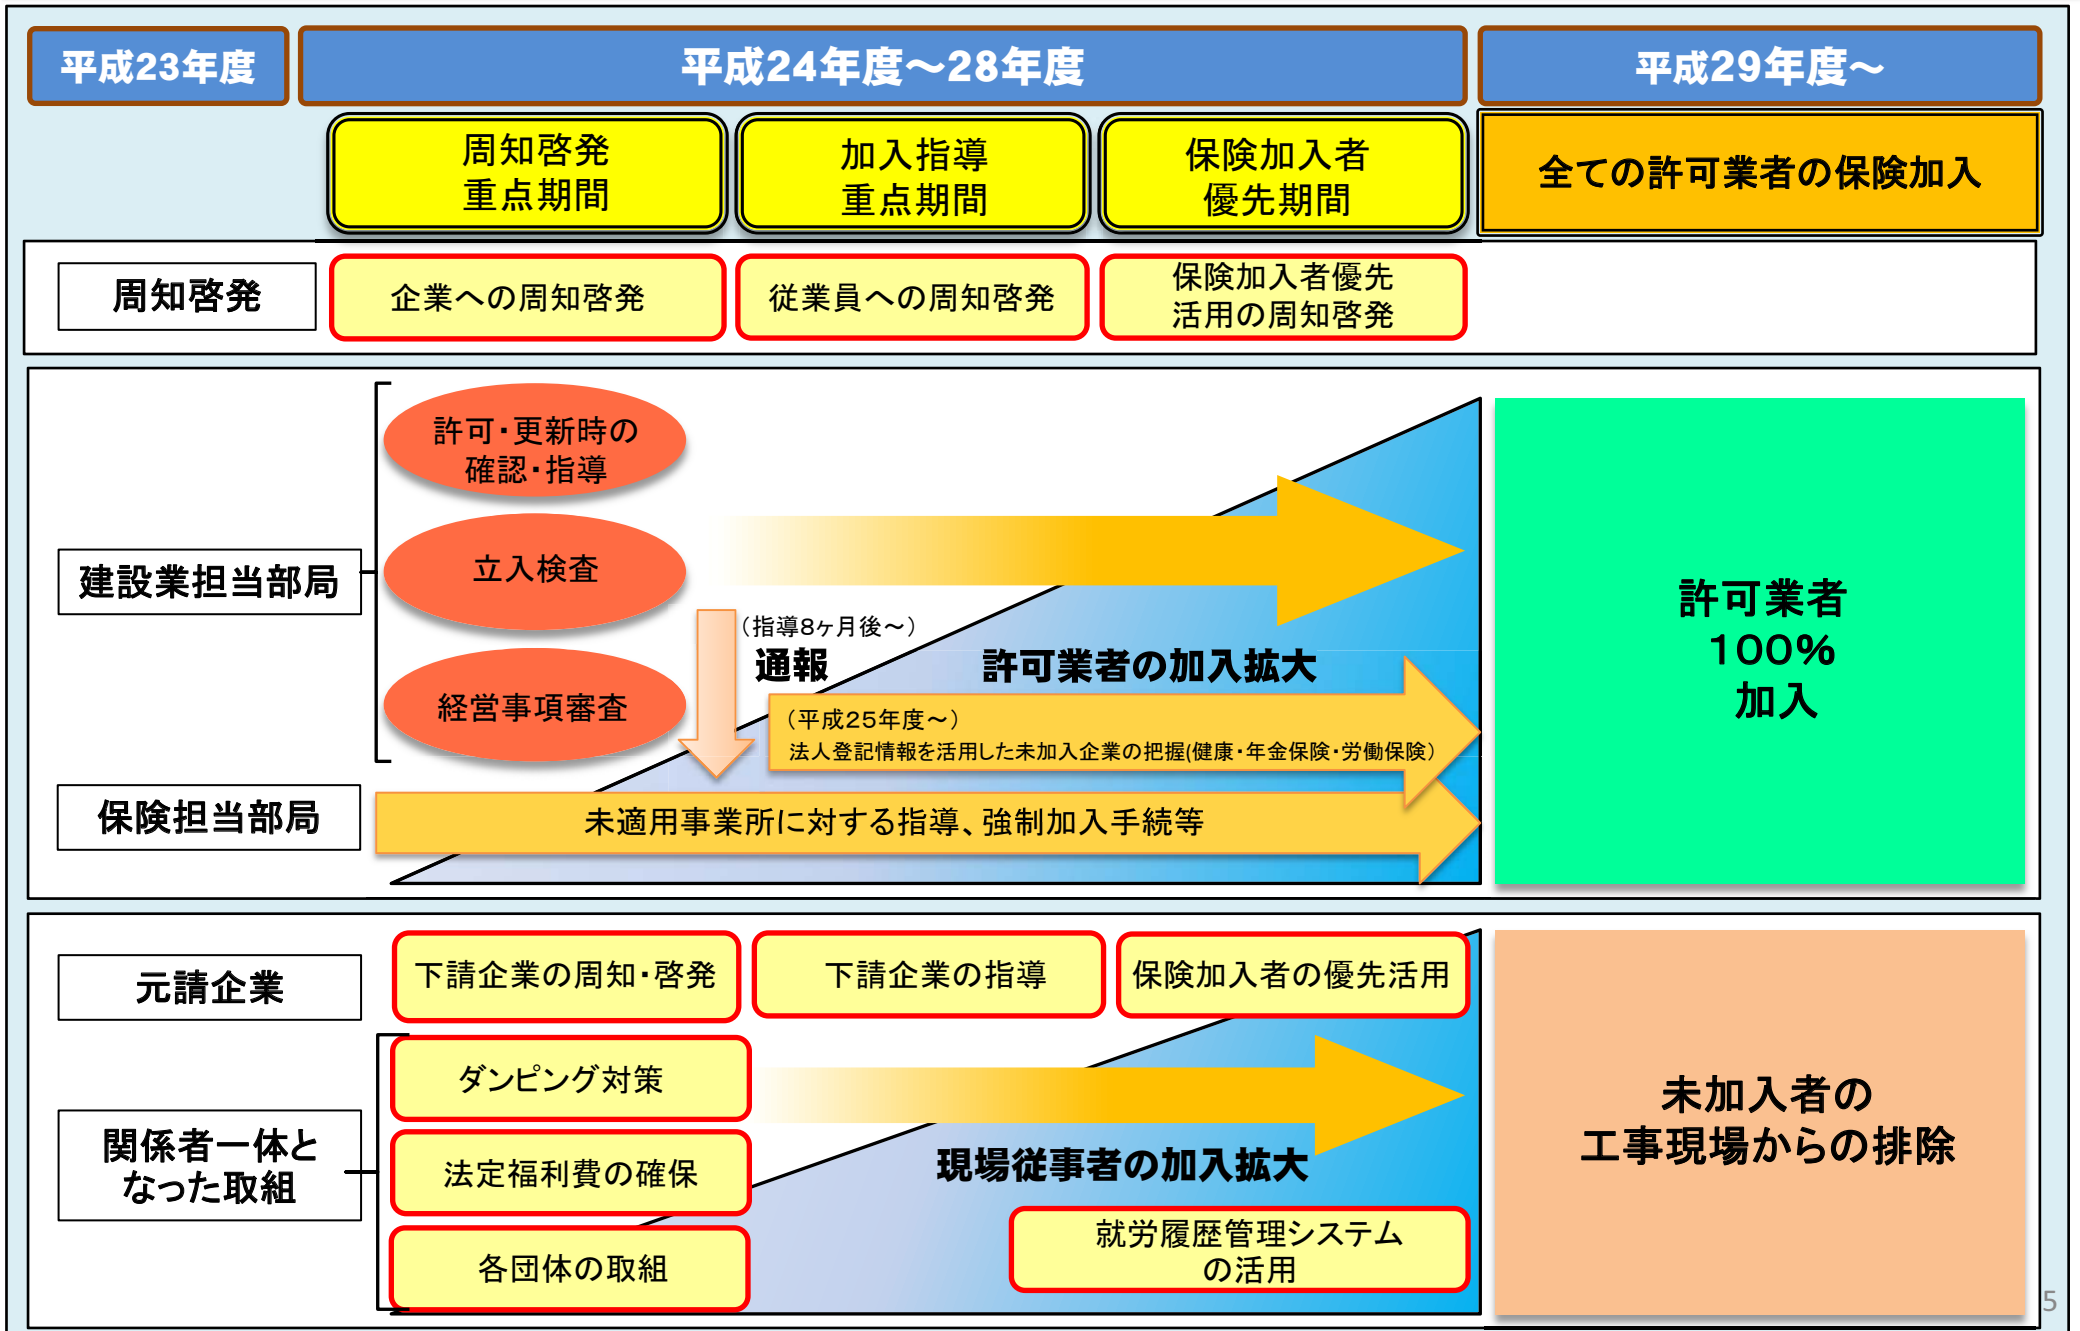 平成23年度
平成24年度～28年度
平成29年度～
周知啓発
重点期間
加入指導
重点期間
保険加入者
優先期間
全ての許可業者の保険加入
周知啓発
企業への周知啓発
従業員への周知啓発
保険加入者優先
活用の周知啓発
建設業担当部局
許可・更新時の
確認・指導
立入検査
経営事項審査
（指導8ヶ月後～）
通報
許可業者の加入拡大
（平成25年度～）
法人登記情報を活用した未加入企業の把握(健康・年金保険・労働保険）
保険担当部局
未適用事業所に対する指導、強制加入手続等
許可業者
100％
加入
元請企業
下請企業の周知・啓発
下請企業の指導
保険加入者の優先活用
関係者一体と
なった取組
ダンピング対策
法定福利費の確保
各団体の取組
現場従事者の加入拡大
就労履歴管理システム
の活用
未加入者の
工事現場からの排除
5